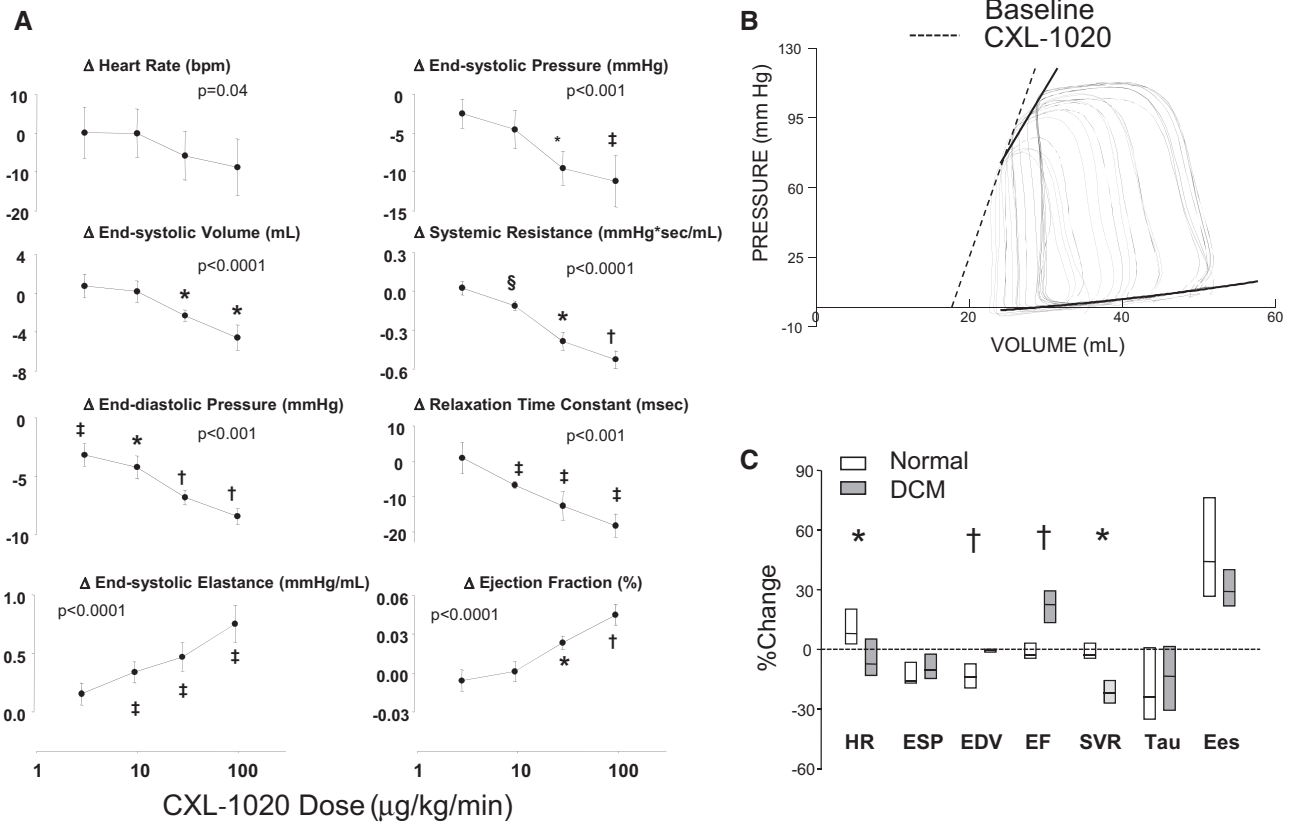 A
Δ Heart Rate (bpm)
p=0.04
10
0
-10
-20
Δ End-systolic Pressure (mmHg)
p<0.001
0
-5
-10
-15
*
‡
Δ End-systolic Volume (mL)
p<0.0001
4
0
-4
-8
*
*
Δ Systemic Resistance (mmHg*sec/mL)
p<0.0001
0.3
0.0
-0.3
-0.6
§
*
†
Δ End-diastolic Pressure (mmHg)
p<0.001
0
-5
-10
‡
*
†
†
Δ Relaxation Time Constant (msec)
p<0.001
10
0
-10
-20
‡
‡
‡
Δ End-systolic Elastance (mmHg/mL)
p<0.0001
1.0
0.5
0.0
‡
‡
‡
Δ Ejection Fraction (%)
p<0.0001
0.06
0.03
0.00
-0.03
*
†
1 10 100
1 10 100
CXL-1020 Dose (μg/kg/min)
B
Baseline
CXL-1020
PRESSURE (mm Hg)
130
95
60
25
-10
0 20 40 60
VOLUME (mL)
C
Normal
DCM
%Change
90
60
30
0
-30
-60
* † † *
HR ESP EDV EF SVR Tau Ees